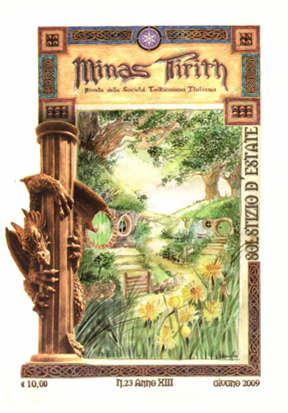 Minas Tirith
Rivista della Società Tolkieniana Italiana
SOLSTIZIO D'ESTATE
€ 10,00
N.23 ANNO XIII
GIUGNO 2009